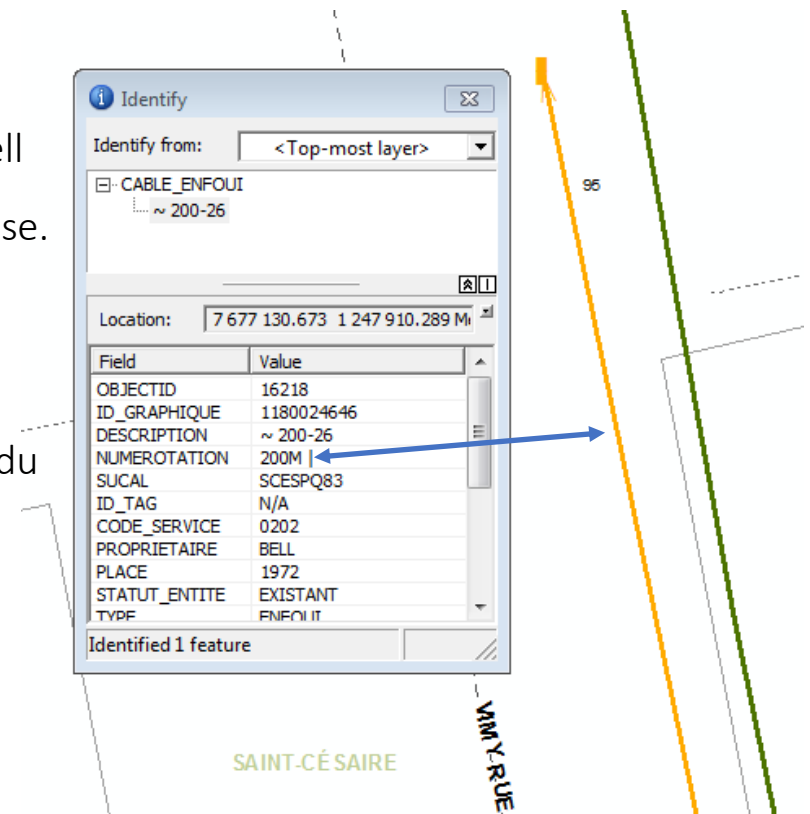 ell
se.
du
Identify
Identify from: <Top-most layer>
CABLE_ENFOUI
~ 200-26
Location: 7 677 130.673 1 247 910.289 M
Field Value
OBJECTID 16218
ID_GRAPHIQUE 1180024646
DESCRIPTION ~ 200-26
NUMEROTATION 200M |
SUCAL SCESPQ83
ID_TAG N/A
CODE_SERVICE 0202
PROPRIETAIRE BELL
PLACE 1972
STATUT_ENTITE EXISTANT
TYPE ENFOUI
Identified 1 feature
95
SAINT-CÉSAIRE
VIMY-RUE